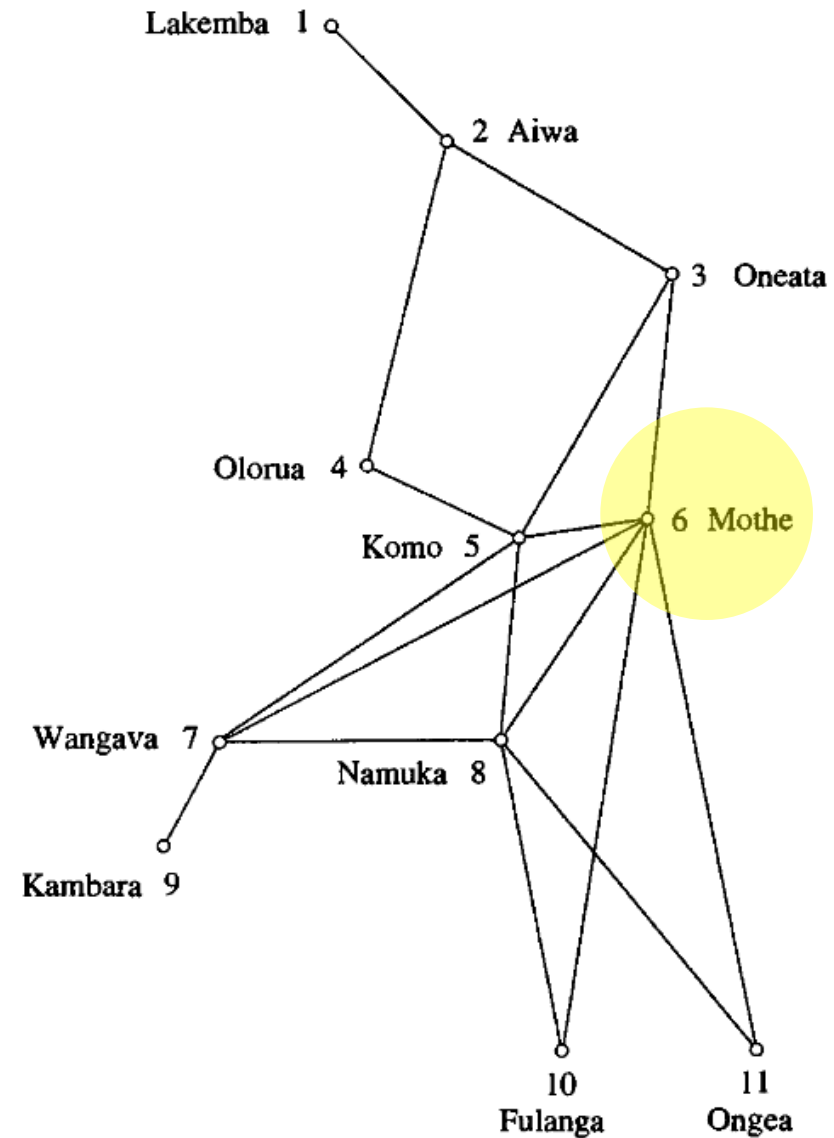 Lakemba 1
2 Aiwa
3 Oneata
Olorua 4
6 Mothe
Komo 5
Wangava 7
Namuka 8
Kambara 9
10
Fulanga
11
Ongea